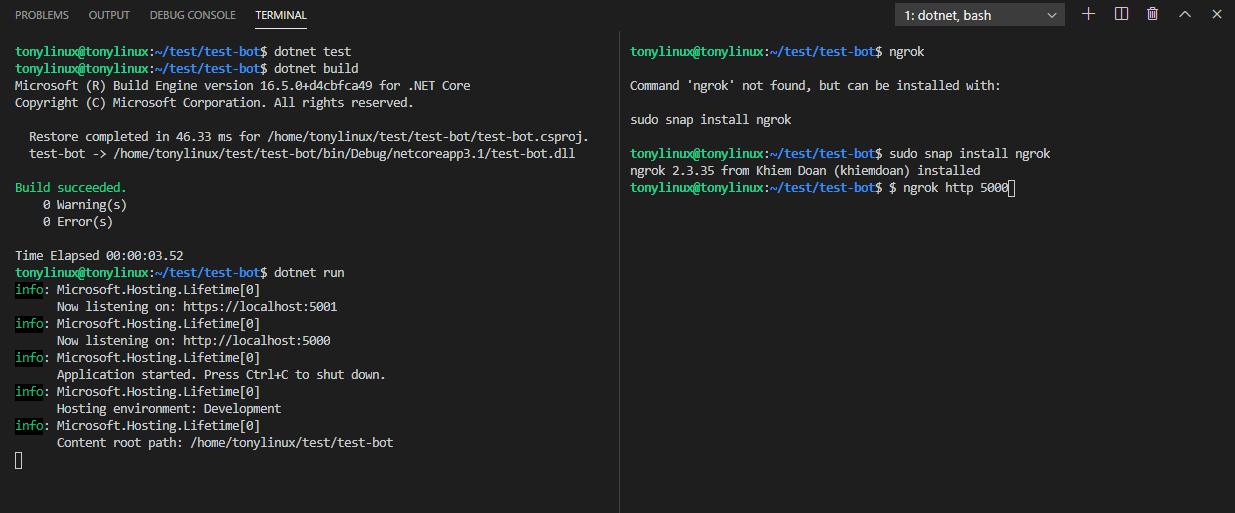 PROBLEMS OUTPUT DEBUG CONSOLE TERMINAL 1: dotnet, bash
tonylinux@tonylinux:~/test/test-bot$ dotnet test
tonylinux@tonylinux:~/test/test-bot$ dotnet build
Microsoft (R) Build Engine version 16.5.0+d4cbfca49 for .NET Core
Copyright (C) Microsoft Corporation. All rights reserved.
Restore completed in 46.33 ms for /home/tonylinux/test/test-bot/test-bot.csproj.
test-bot -> /home/tonylinux/test/test-bot/bin/Debug/netcoreapp3.1/test-bot.dll
Build succeeded.
0 Warning(s)
0 Error(s)
Time Elapsed 00:00:03.52
tonylinux@tonylinux:~/test/test-bot$ dotnet run
info: Microsoft.Hosting.Lifetime[0]
Now listening on: https://localhost:5001
info: Microsoft.Hosting.Lifetime[0]
Now listening on: http://localhost:5000
info: Microsoft.Hosting.Lifetime[0]
Application started. Press Ctrl+C to shut down.
info: Microsoft.Hosting.Lifetime[0]
Hosting environment: Development
info: Microsoft.Hosting.Lifetime[0]
Content root path: /home/tonylinux/test/test-bot
tonylinux@tonylinux:~/test/test-bot$ ngrok
Command 'ngrok' not found, but can be installed with:
sudo snap install ngrok
tonylinux@tonylinux:~/test/test-bot$ sudo snap install ngrok
ngrok 2.3.35 from Khiem Doan (khiemdoan) installed
tonylinux@tonylinux:~/test/test-bot$ $ ngrok http 5000